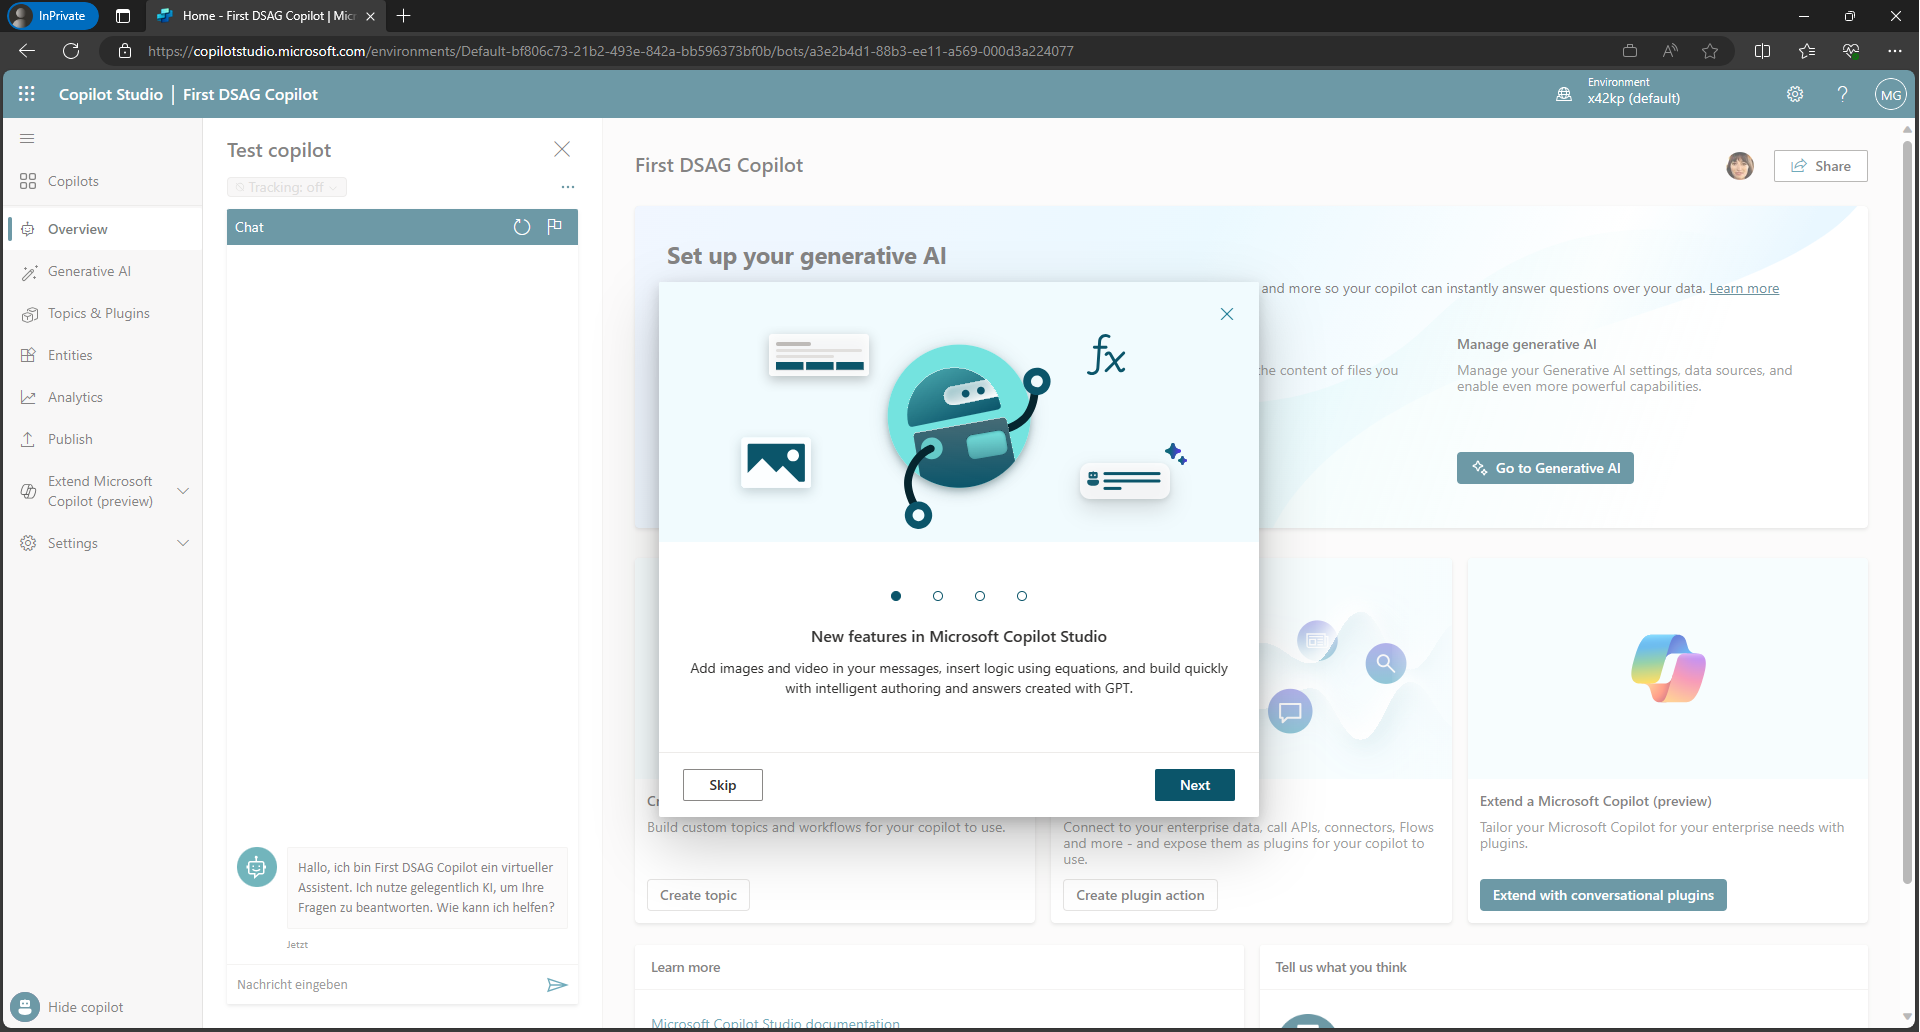 InPrivate
Home - First DSAG Copilot | Micr
https://copilotstudio.microsoft.com/environments/Default-bf806c73-21b2-493e-842a-bb596373bf0b/bots/a3e2b4d1-88b3-ee11-a569-000d3a224077
Copilot Studio | First DSAG Copilot
Environment
x42kp (default)
MG
Copilots
Overview
Generative AI
Topics & Plugins
Entities
Analytics
Publish
Extend Microsoft
Copilot (preview)
Settings
Hide copilot
Test copilot
Tracking: off
Chat
Hallo, ich bin First DSAG Copilot ein virtueller
Assistent. Ich nutze gelegentlich KI, um Ihre
Fragen zu beantworten. Wie kann ich helfen?
Jetzt
Nachricht eingeben
First DSAG Copilot
Share
Set up your generative AI
and more so your copilot can instantly answer questions over your data. Learn more
the content of files you
Manage generative AI
Manage your Generative AI settings, data sources, and
enable even more powerful capabilities.
Go to Generative AI
fx
New features in Microsoft Copilot Studio
Add images and video in your messages, insert logic using equations, and build quickly
with intelligent authoring and answers created with GPT.
Skip
Next
Build custom topics and workflows for your copilot to use.
Create topic
Connect to your enterprise data, call APIs, connectors, Flows
and more - and expose them as plugins for your copilot to
use.
Create plugin action
Extend a Microsoft Copilot (preview)
Tailor your Microsoft Copilot for your enterprise needs with
plugins.
Extend with conversational plugins
Learn more
Microsoft Copilot Studio documentation
Tell us what you think